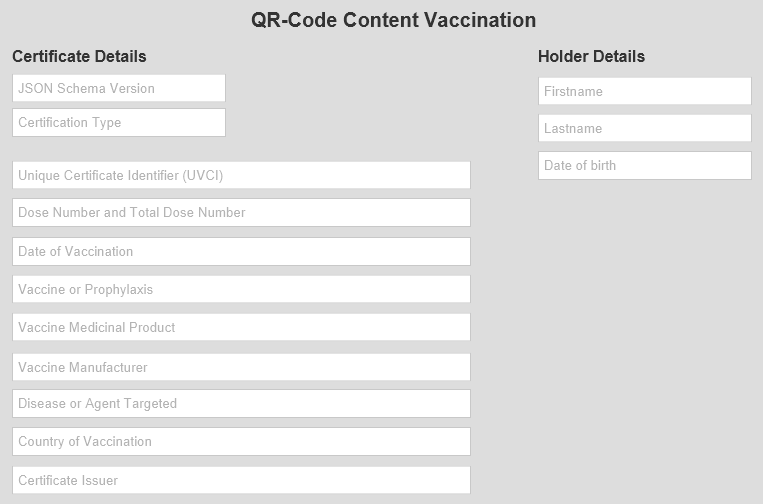 QR-Code Content Vaccination
Certificate Details
JSON Schema Version
Certification Type
Unique Certificate Identifier (UVCI)
Dose Number and Total Dose Number
Date of Vaccination
Vaccine or Prophylaxis
Vaccine Medicinal Product
Vaccine Manufacturer
Disease or Agent Targeted
Country of Vaccination
Certificate Issuer
Holder Details
Firstname
Lastname
Date of birth